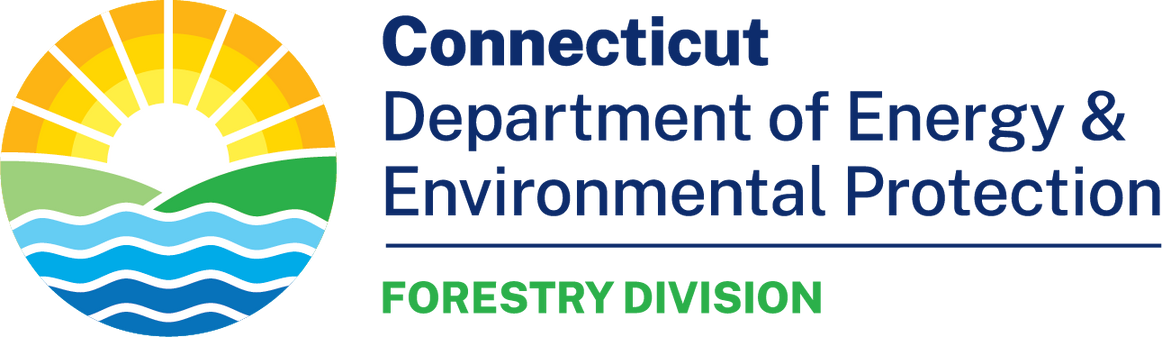 Connecticut
Department of Energy &
Environmental Protection
FORESTRY DIVISION